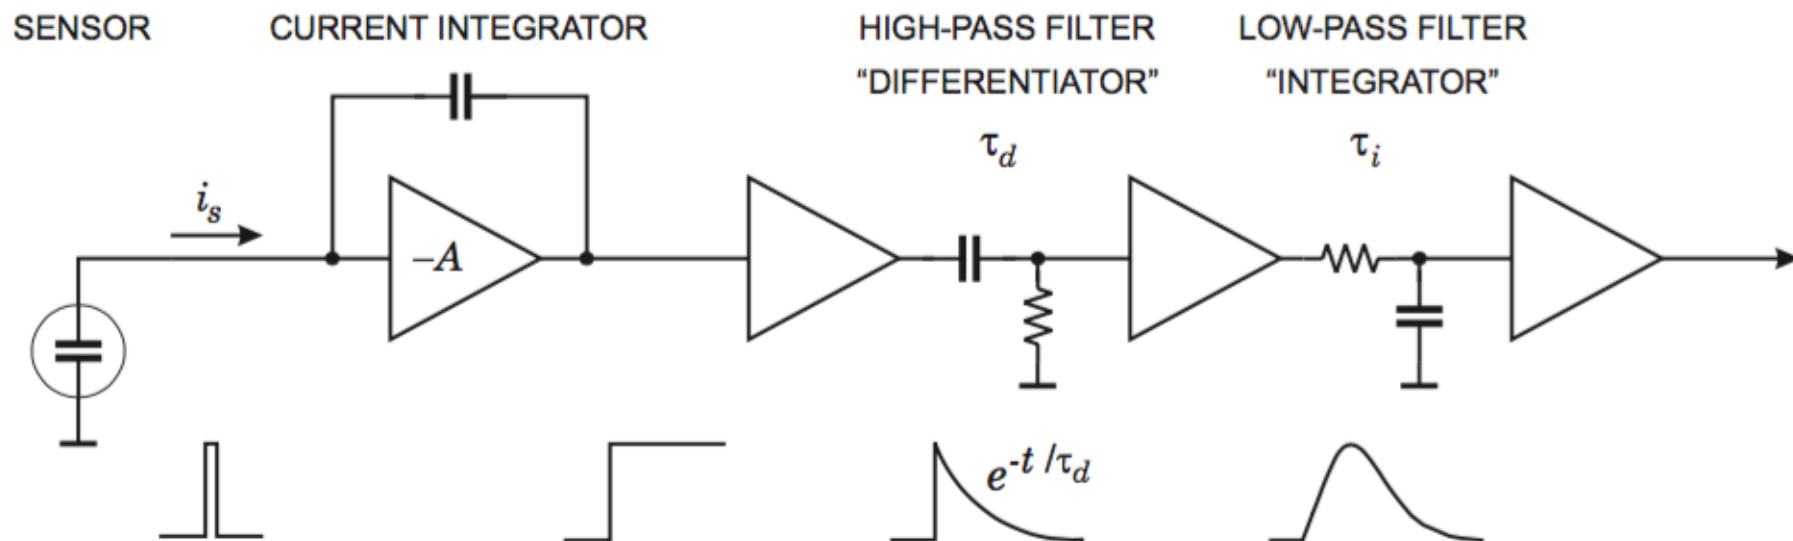 SENSOR
CURRENT INTEGRATOR
HIGH-PASS FILTER
“DIFFERENTIATOR”
τd
LOW-PASS FILTER
“INTEGRATOR”
τi
is
–A
e-t /τd